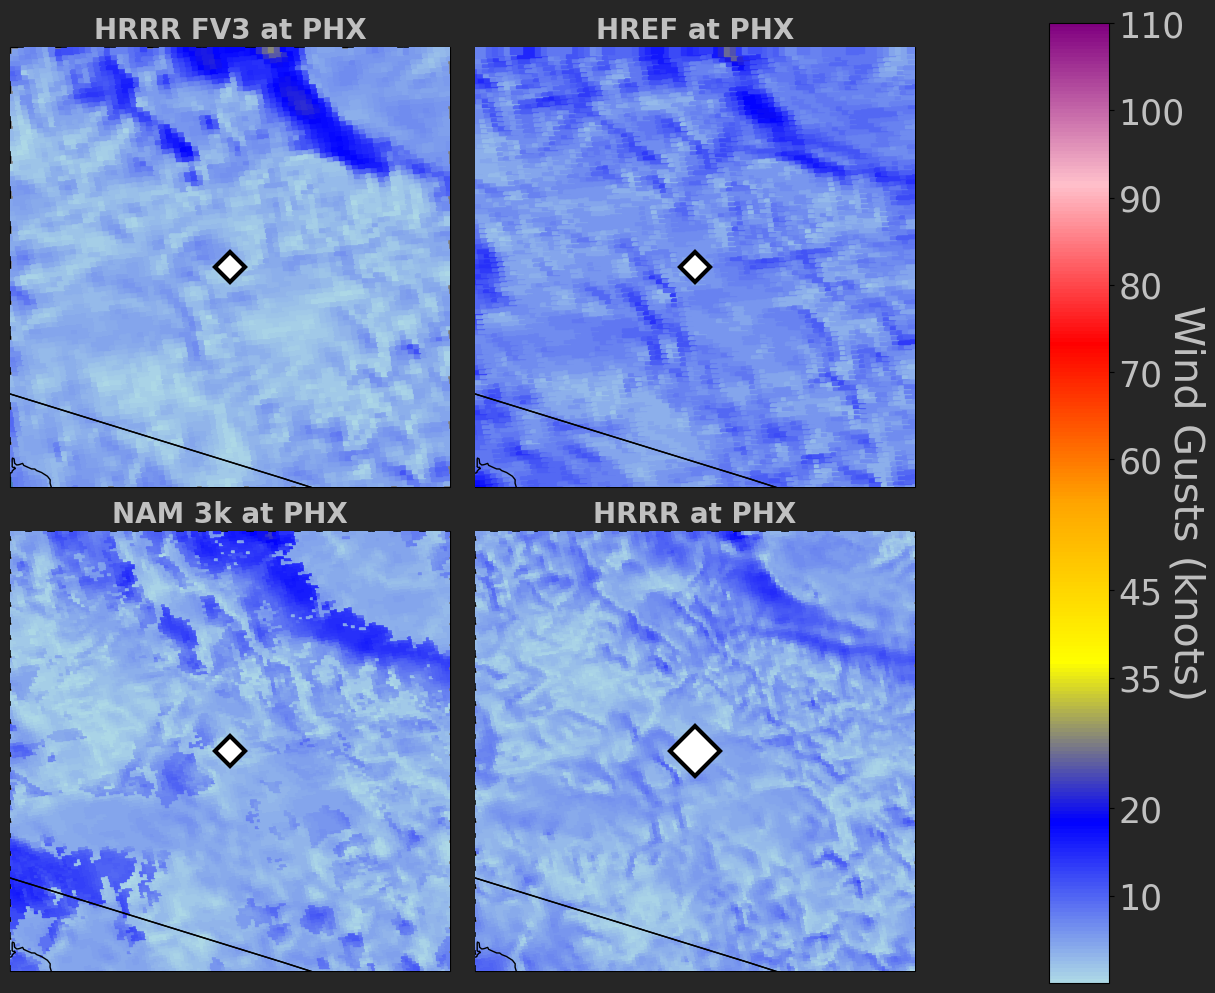 HRRR FV3 at PHX
HREF at PHX
NAM 3k at PHX
HRRR at PHX
110
100
90
80
70
60
45
35
20
10
Wind Gusts (knots)